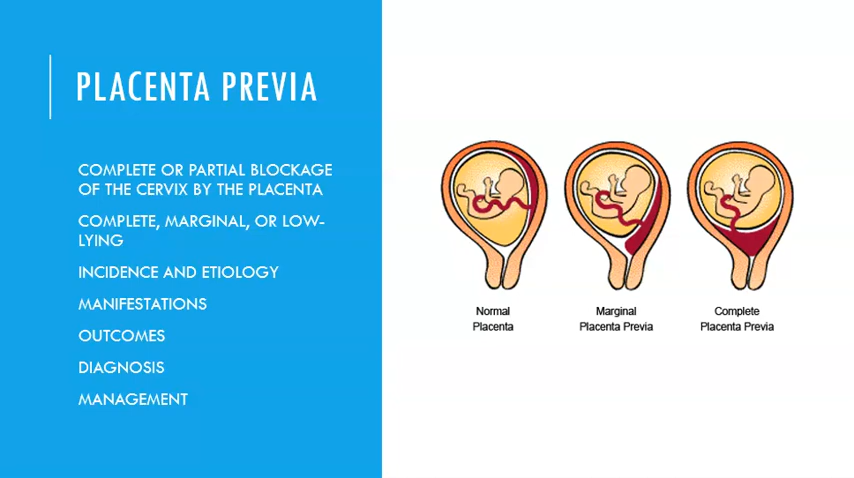 PLACENTA PREVIA
COMPLETE OR PARTIAL BLOCKAGE
OF THE CERVIX BY THE PLACENTA
COMPLETE, MARGINAL, OR LOW-
LYING
INCIDENCE AND ETIOLOGY
MANIFESTATIONS
OUTCOMES
DIAGNOSIS
MANAGEMENT
Normal
Placenta
Marginal
Placenta Previa
Complete
Placenta Previa